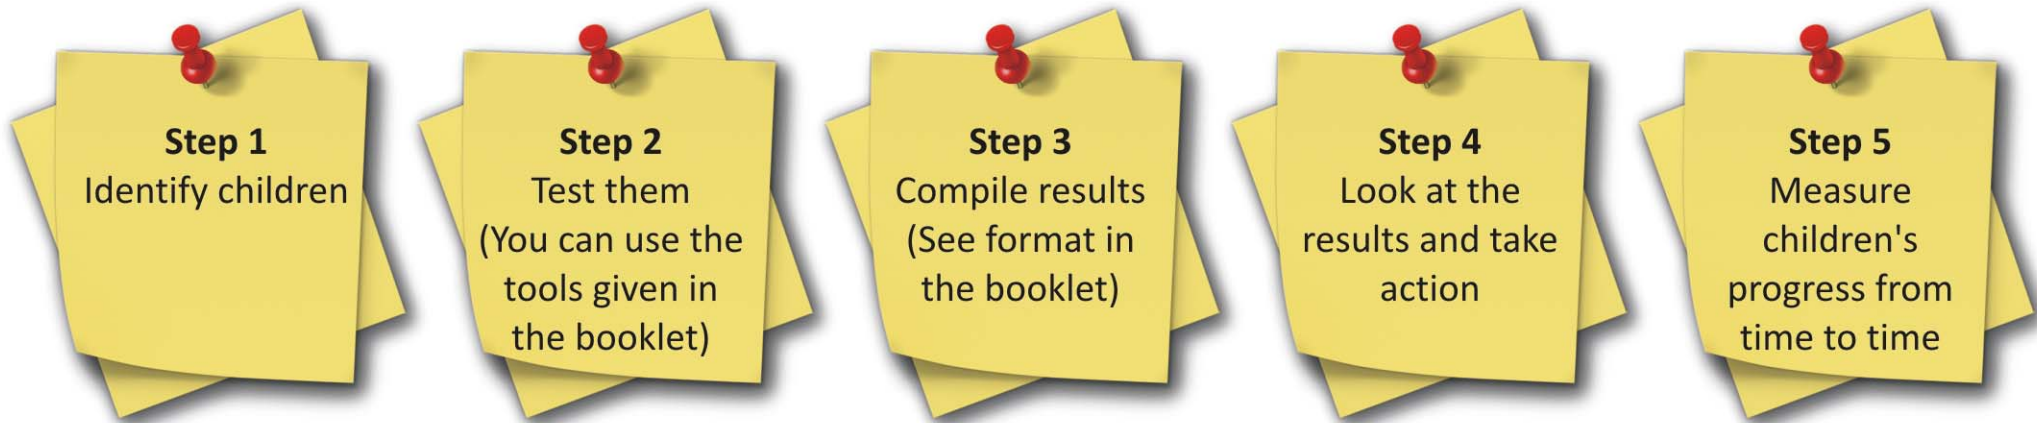 Step 1
Identify children
Step 2
Test them
(You can use the
tools given in
the booklet)
Step 3
Compile results
(See format in
the booklet)
Step 4
Look at the
results and take
action
Step 5
Measure
children's
progress from
time to time